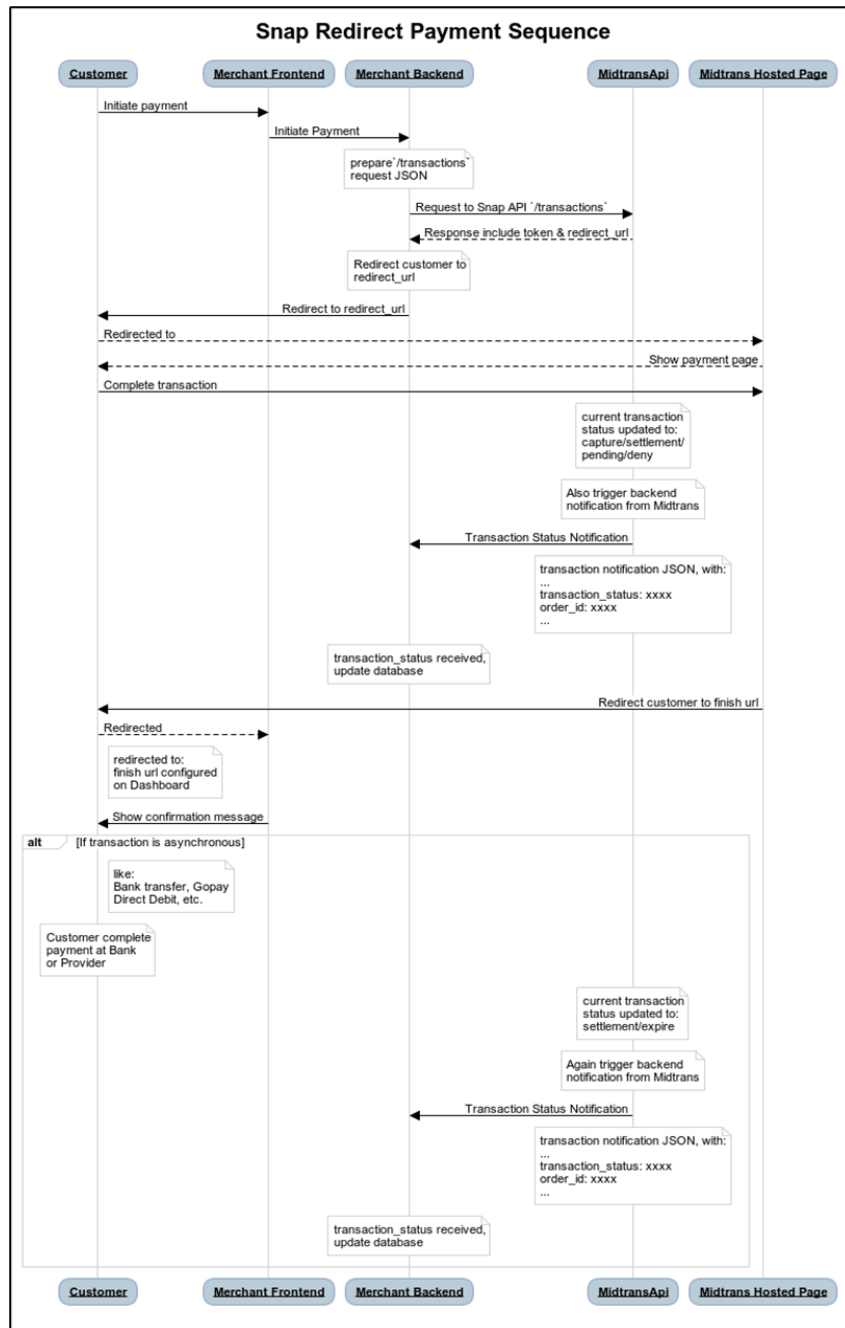 Snap Redirect Payment Sequence
Customer
Merchant Frontend
Merchant Backend
MidtransApi
Midtrans Hosted Page
Initiate payment
Initiate Payment
prepare`/transactions`
request JSON
Request to Snap API `/transactions`
Response include token & redirect_url
Redirect customer to
redirect_url
Redirect to redirect_url
Redirected to
Show payment page
Complete transaction
current transaction
status updated to:
capture/settlement/
pending/deny
Also trigger backend
notification from Midtrans
Transaction Status Notification
transaction notification JSON, with:
...
transaction_status: xxxx
order_id: xxxx
...
transaction_status received,
update database
Redirect customer to finish url
Redirected
redirected to:
finish url configured
on Dashboard
Show confirmation message
alt
[If transaction is asynchronous]
like:
Bank transfer, Gopay
Direct Debit, etc.
Customer complete
payment at Bank
or Provider
current transaction
status updated to:
settlement/expire
Again trigger backend
notification from Midtrans
Transaction Status Notification
transaction notification JSON, with:
...
transaction_status: xxxx
order_id: xxxx
...
transaction_status received,
update database
Customer
Merchant Frontend
Merchant Backend
MidtransApi
Midtrans Hosted Page